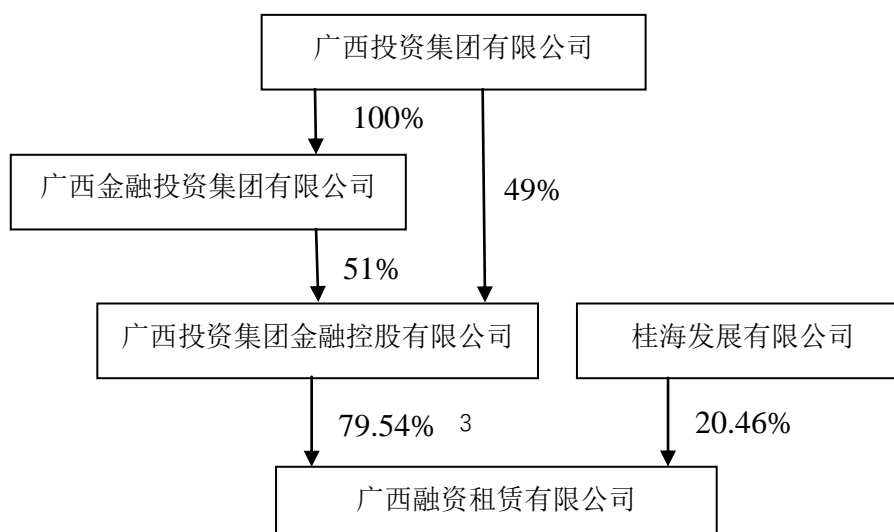 广西投资集团有限公司
100%
广西金融投资集团有限公司
49%
51%
广西投资集团金融控股有限公司
桂海发展有限公司
79.54% 3
20.46%
广西融资租赁有限公司